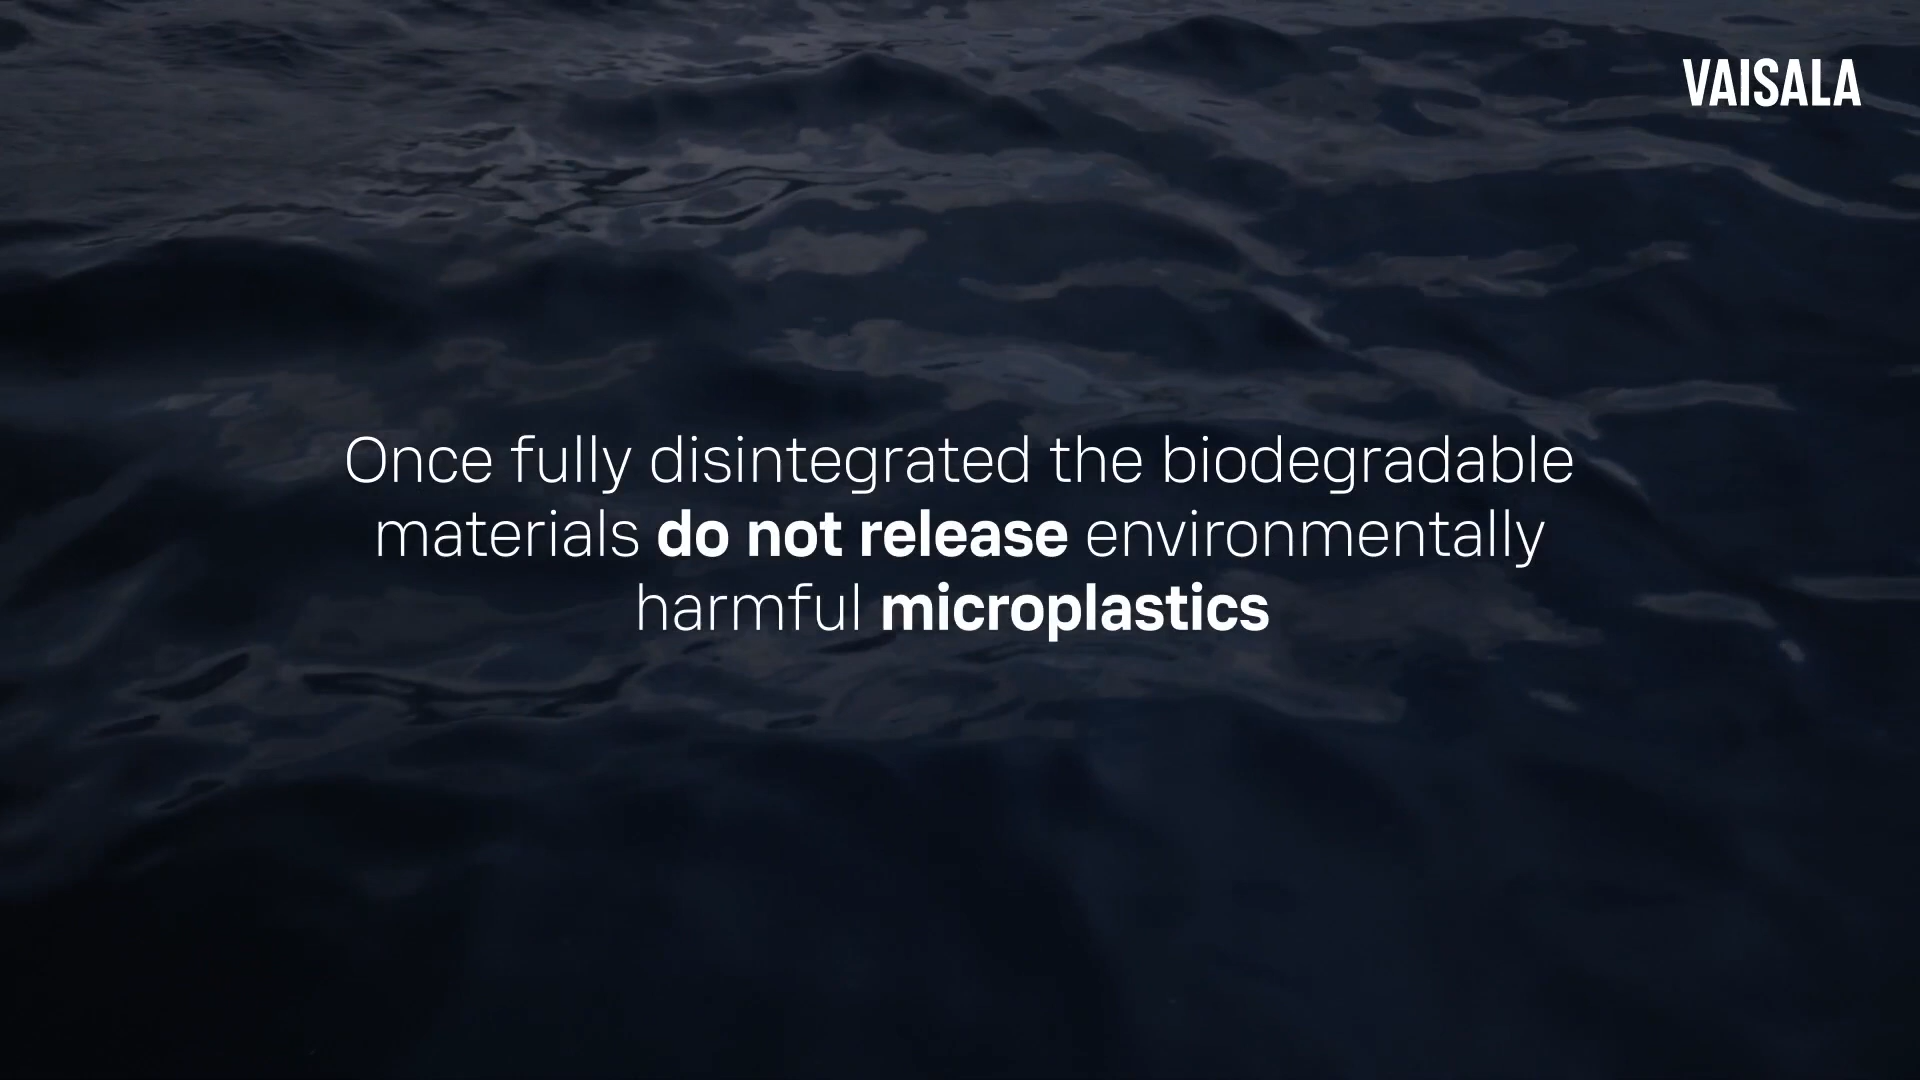 VAISALA
Once fully disintegrated the biodegradable
materials do not release environmentally
harmful microplastics